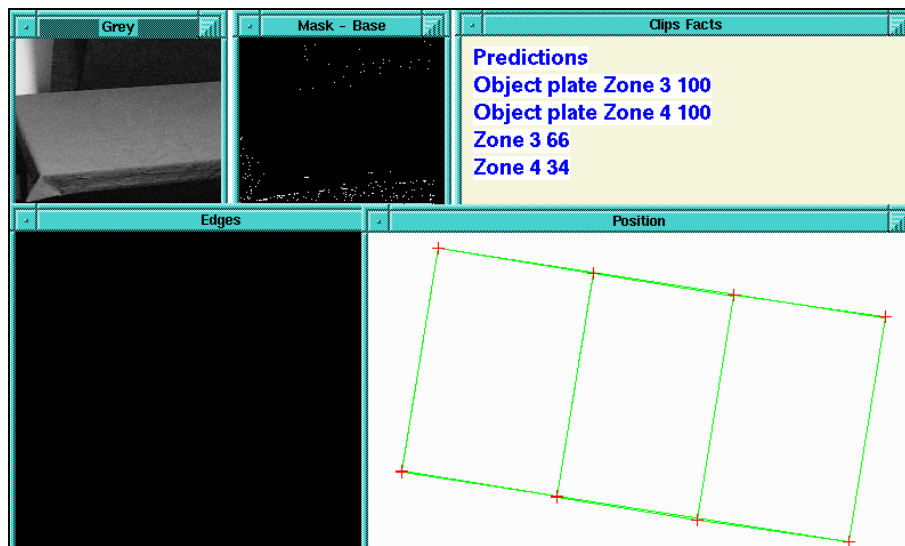 Grey
Mask - Base
Clips Facts
Predictions
Object plate Zone 3 100
Object plate Zone 4 100
Zone 3 66
Zone 4 34
Edges
Position